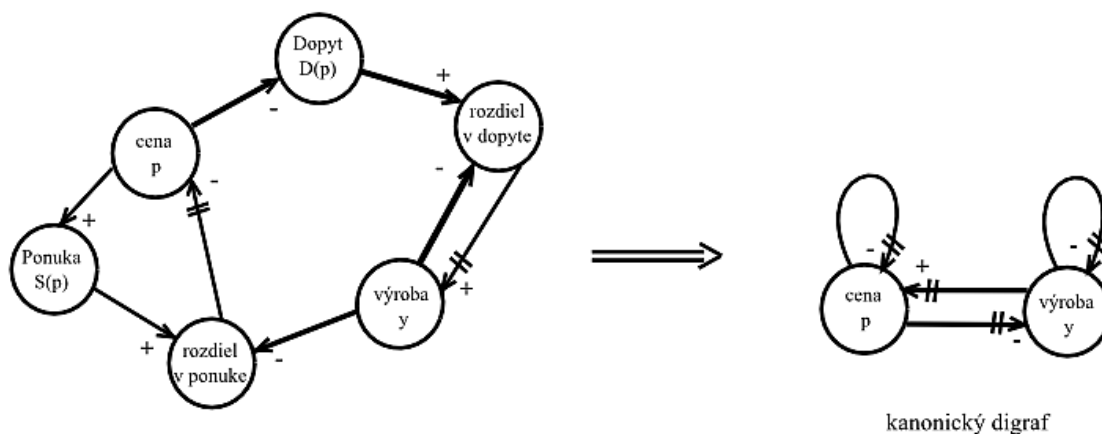 Dopyt
D(p)
+
-
rozdiel
v dopyte
cena
p
-
-
+
Ponuka
S(p)
+
výroba
y
+
-
rozdiel
v ponuke
-
+
-
cena
p
-
-
výroba
y
kanonický digraf